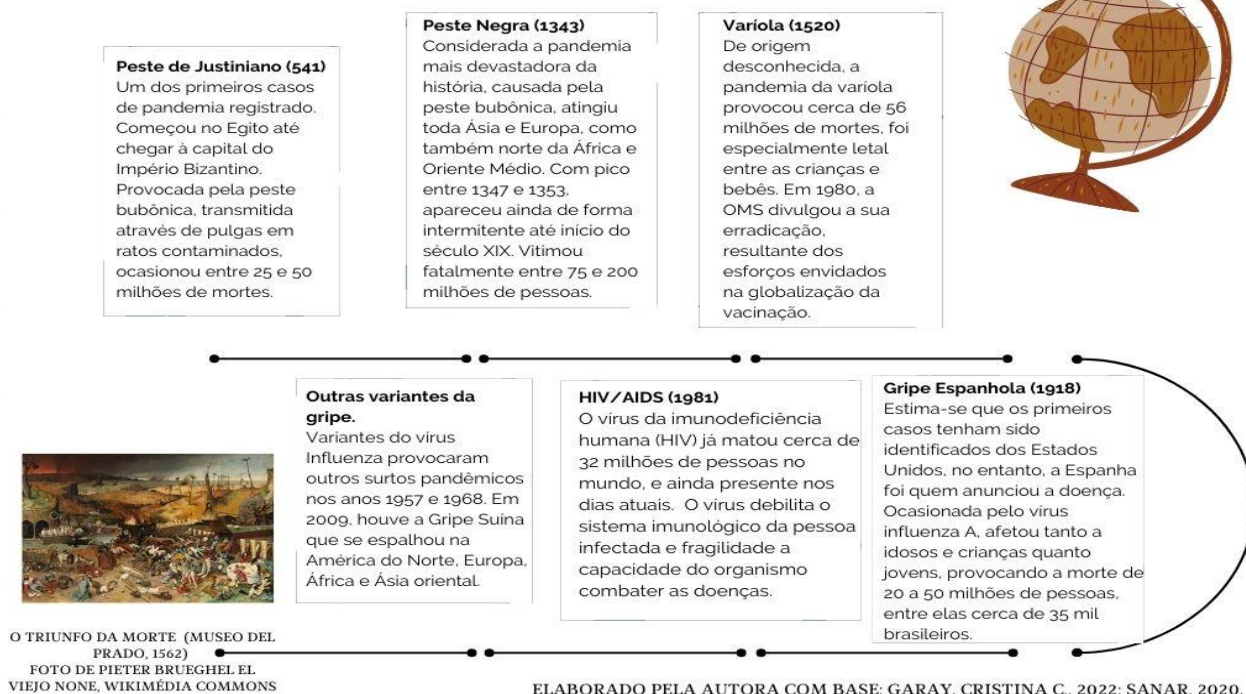 Peste de Justiniano (541)
Um dos primeiros casos
de pandemia registrado.
Começou no Egito até
chegar à capital do
Império Bizantino.
Provocada pela peste
bubônica, transmitida
através de pulgas em
ratos contaminados,
ocasionou entre 25 e 50
milhões de mortes.
Peste Negra (1343)
Considerada a pandemia
mais devastadora da
história, causada pela
peste bubônica, atingiu
toda Ásia e Europa, como
também norte da África e
Oriente Médio. Com pico
entre 1347 e 1353,
apareceu ainda de forma
intermitente até início do
século XIX. Vitimou
fatalmente entre 75 e 200
milhões de pessoas.
Varíola (1520)
De origem
desconhecida, a
pandemia da varíola
provocou cerca de 56
milhões de mortes, foi
especialmente letal
entre as crianças e
bebês. Em 1980, a
OMS divulgou a sua
erradicação,
resultante dos
esforços envidados
na globalização da
vacinação.
Outras variantes da
gripe.
Variantes do vírus
Influenza provocaram
outros surtos pandêmicos
nos anos 1957 e 1968. Em
2009, houve a Gripe Suína
que se espalhou na
América do Norte, Europa,
África e Ásia oriental.
HIV/AIDS (1981)
O vírus da imunodeficiência
humana (HIV) já matou cerca de
32 milhões de pessoas no
mundo, e ainda presente nos
dias atuais. O vírus debilita o
sistema imunológico da pessoa
infectada e fragilidade a
capacidade do organismo
combater as doenças.
Gripe Espanhola (1918)
Estima-se que os primeiros
casos tenham sido
identificados dos Estados
Unidos, no entanto, a Espanha
foi quem anunciou a doença.
Ocasionada pelo vírus
influenza A, afetou tanto a
idosos e crianças quanto
jovens, provocando a morte de
20 a 50 milhões de pessoas,
entre elas cerca de 35 mil
brasileiros.
O TRIUNFO DA MORTE (MUSEO DEL
PRADO, 1562)
FOTO DE PIETER BRUEGHEL EL
VIEJO NONE, WIKIMÉDIA COMMONS
ELABORADO PELA AUTORA COM BASE: GARAY, CRISTINA C., 2022; SANAR, 2020.